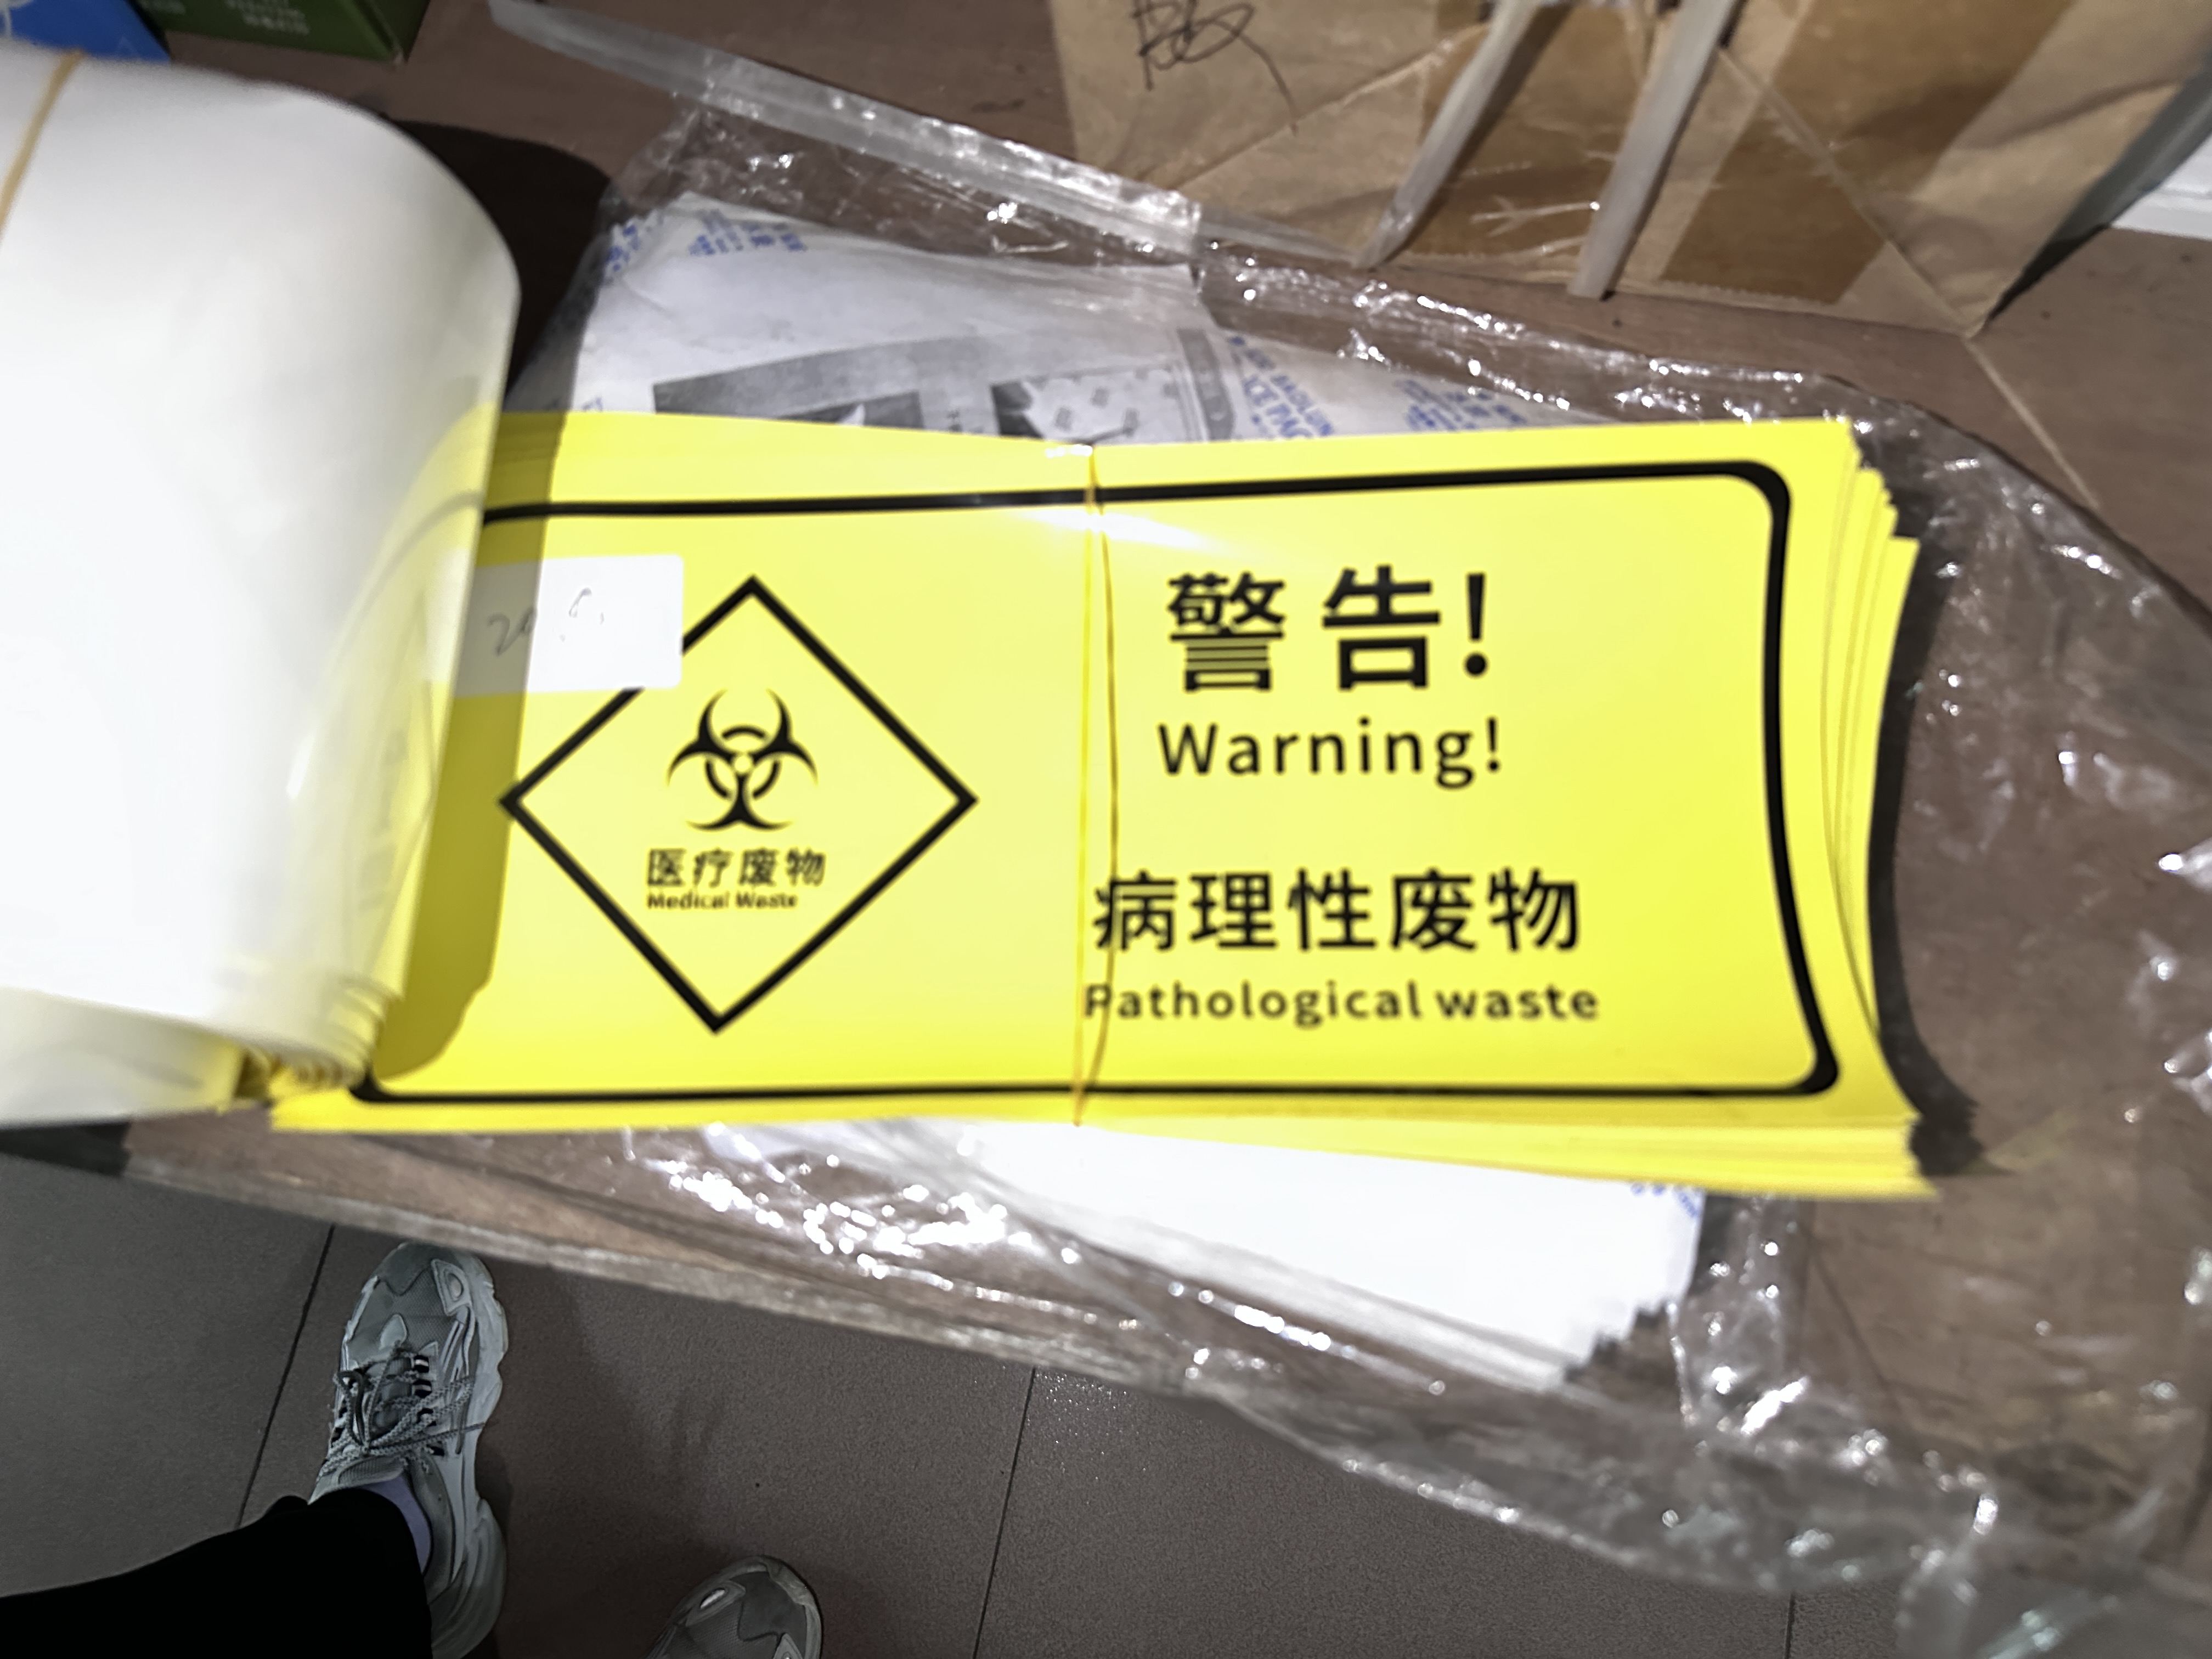 警告!
Warning!
病理性废物
Pathological waste
医疗废物
Medical Waste